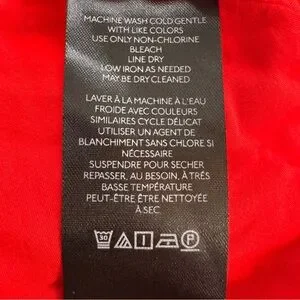 MACHINE WASH COLD GENTLE
WITH LIKE COLORS
USE ONLY NON-CHLORINE
BLEACH
LINE DRY
LOW IRON AS NEEDED
MAY BE DRY CLEANED
LAVER À LA MACHINE À L'EAU
FROIDE AVEC COULEURS
SIMILAIRES CYCLE DÉLICAT
UTILISER UN AGENT DE
BLANCHIMENT SANS CHLORE SI
NÉCESSAIRE
SUSPENDRE POUR SECHER
REPASSER, AU BESOIN, À TRÈS
BASSE TEMPÉRATURE
PEUT-ÊTRE ÊTRE NETTOYÉE
À SEC.
30 P